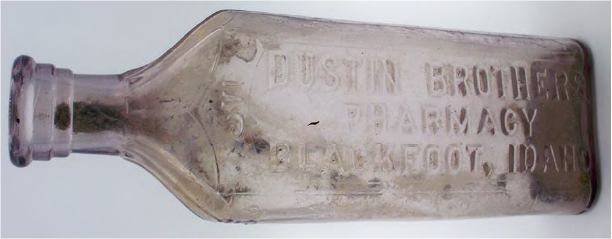 DUSTIN BROTHERS
PHARMACY
BLACKFOOT, IDAHO